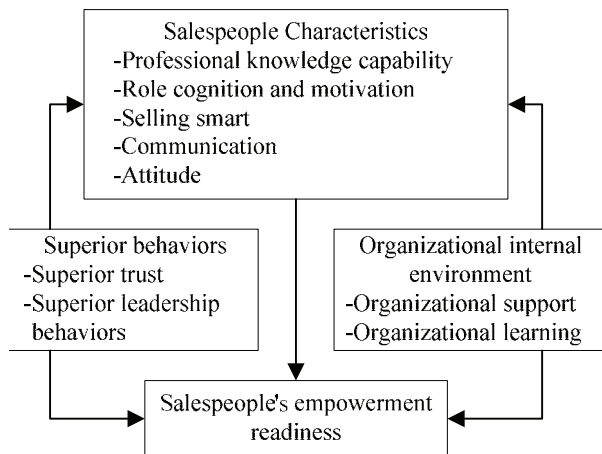 Salespeople Characteristics
-Professional knowledge capability
-Role cognition and motivation
-Selling smart
-Communication
-Attitude
Superior behaviors
-Superior trust
-Superior leadership
behaviors
Organizational internal
environment
-Organizational support
-Organizational learning
Salespeople's empowerment
readiness